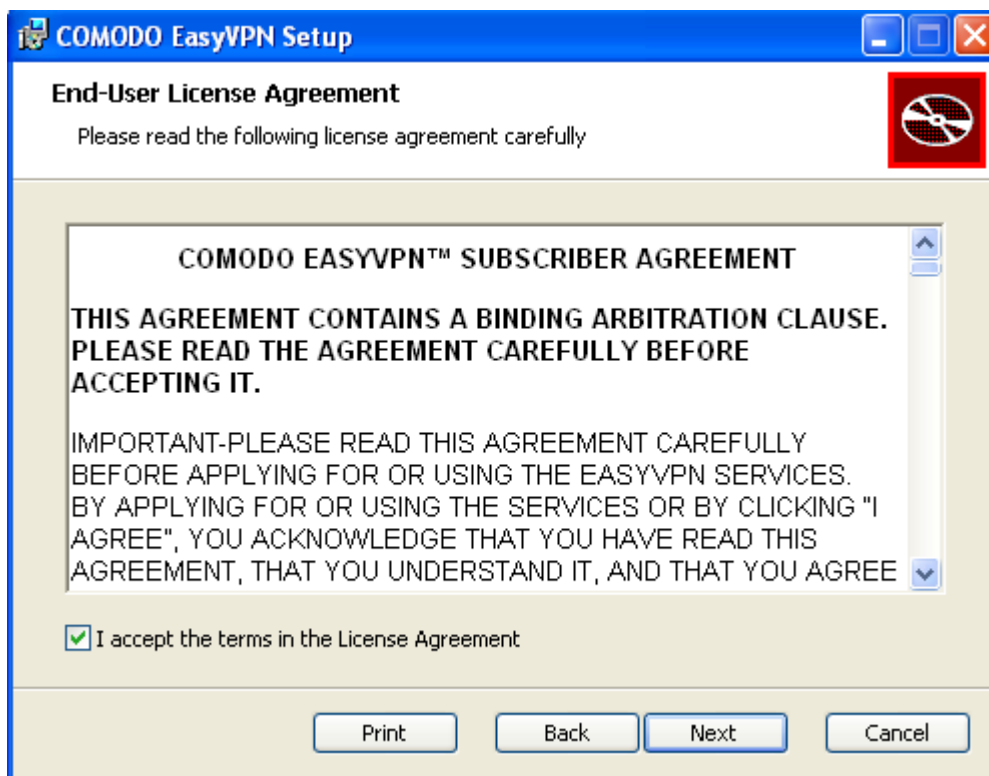 COMODO EasyVPN Setup
End-User License Agreement
Please read the following license agreement carefully
COMODO EASYVPN™ SUBSCRIBER AGREEMENT
THIS AGREEMENT CONTAINS A BINDING ARBITRATION CLAUSE.
PLEASE READ THE AGREEMENT CAREFULLY BEFORE
ACCEPTING IT.
IMPORTANT-PLEASE READ THIS AGREEMENT CAREFULLY
BEFORE APPLYING FOR OR USING THE EASYVPN SERVICES.
BY APPLYING FOR OR USING THE SERVICES OR BY CLICKING "I
AGREE", YOU ACKNOWLEDGE THAT YOU HAVE READ THIS
AGREEMENT, THAT YOU UNDERSTAND IT, AND THAT YOU AGREE
I accept the terms in the License Agreement
Print Back Next Cancel